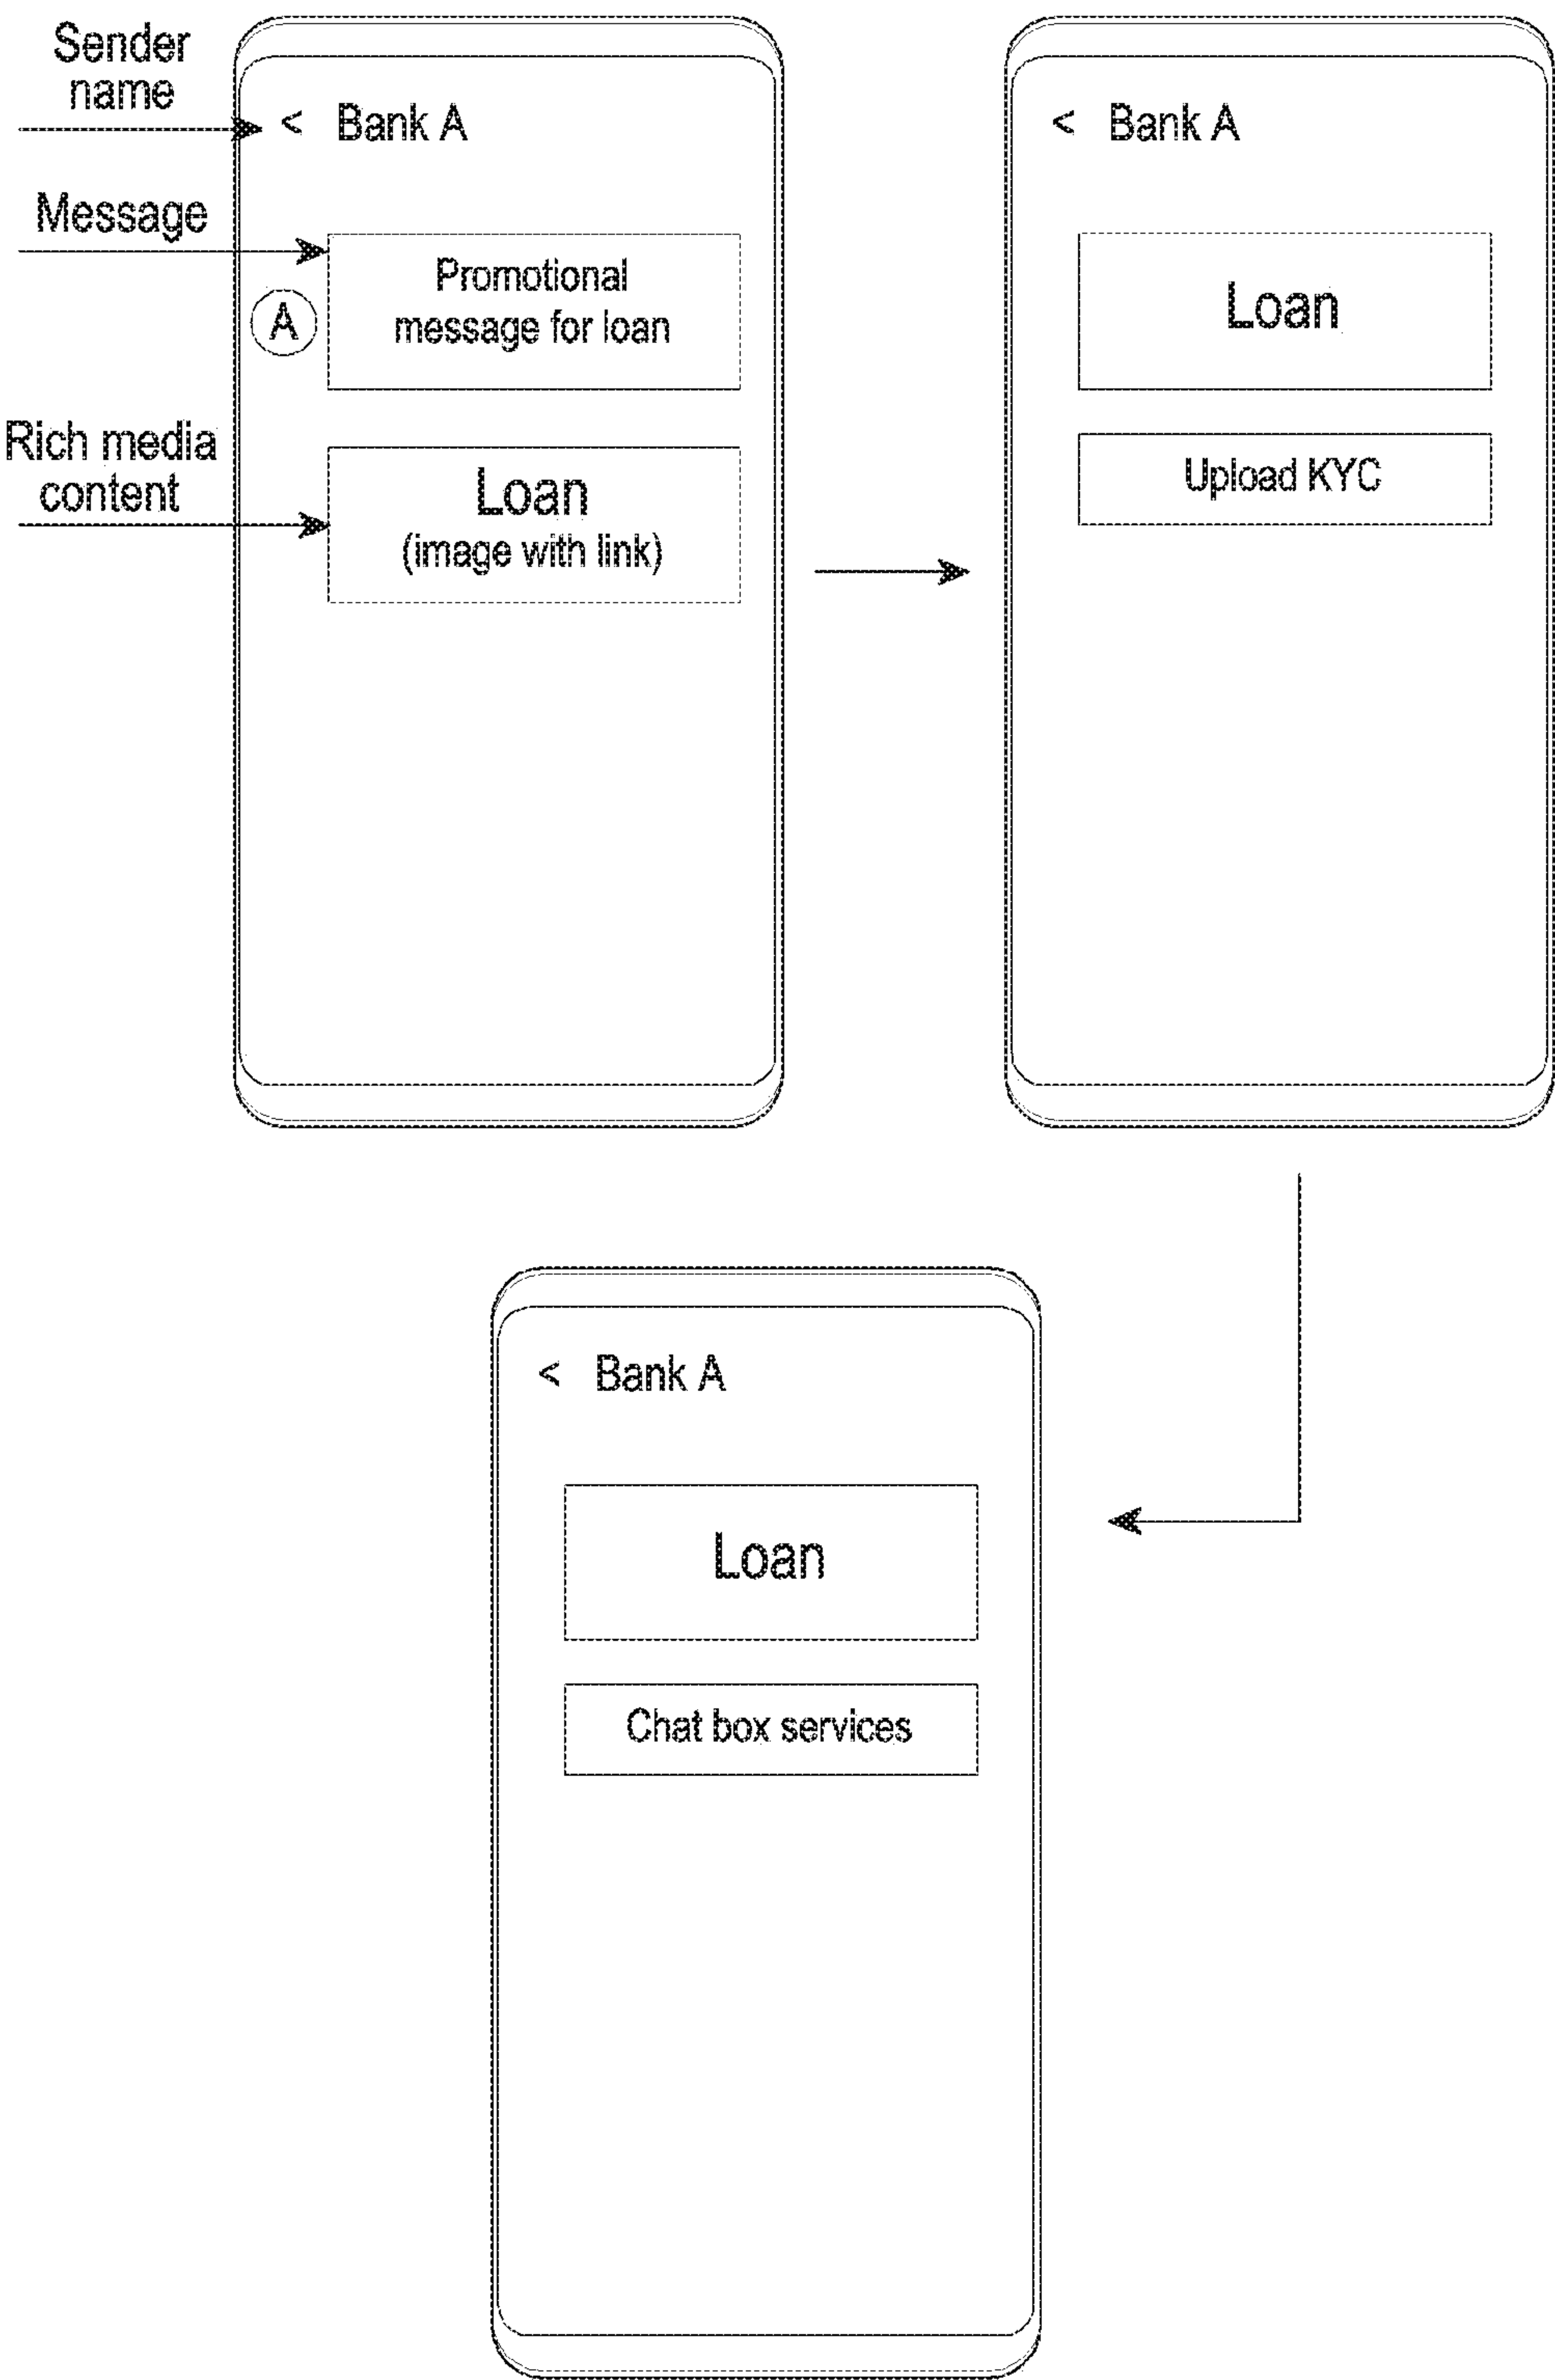 Sender
name
< Bank A
Message
Promotional
message for loan
A
Rich media
content
Loan
(image with link)
< Bank A
Loan
Upload KYC
< Bank A
Loan
Chat box services